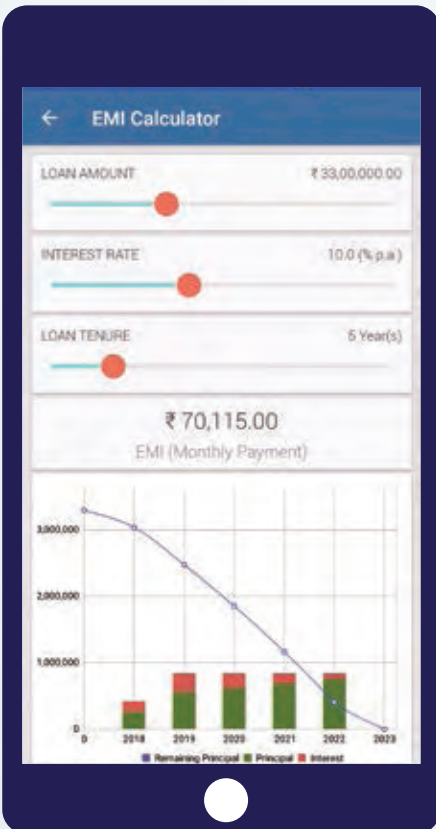 ← EMI Calculator
LOAN AMOUNT ₹ 33,00,000.00
INTEREST RATE 10.0 (% p.a.)
LOAN TENURE 5 Year(s)
₹ 70,115.00
EMI (Monthly Payment)
3,000,000
2,000,000
1,000,000
0
0 2018 2019 2020 2021 2022 2023
Remaining Principal Principal Interest